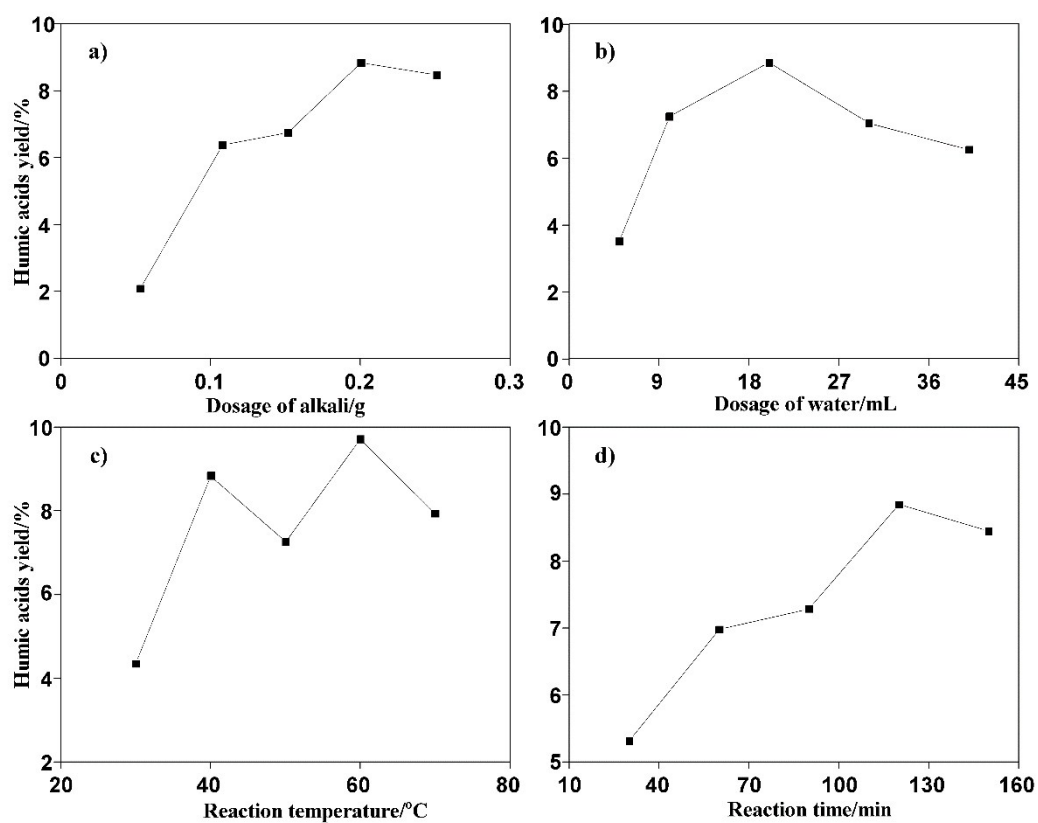 a)
Humic acids yield/%
10
8
6
4
2
0
0 0.1 0.2 0.3
Dosage of alkali/g
b)
10
8
6
4
2
0
0 9 18 27 36 45
Dosage of water/mL
c)
Humic acids yield/%
10
8
6
4
2
20 40 60 80
Reaction temperature/°C
d)
10
9
8
7
6
5
10 40 70 100 130 160
Reaction time/min